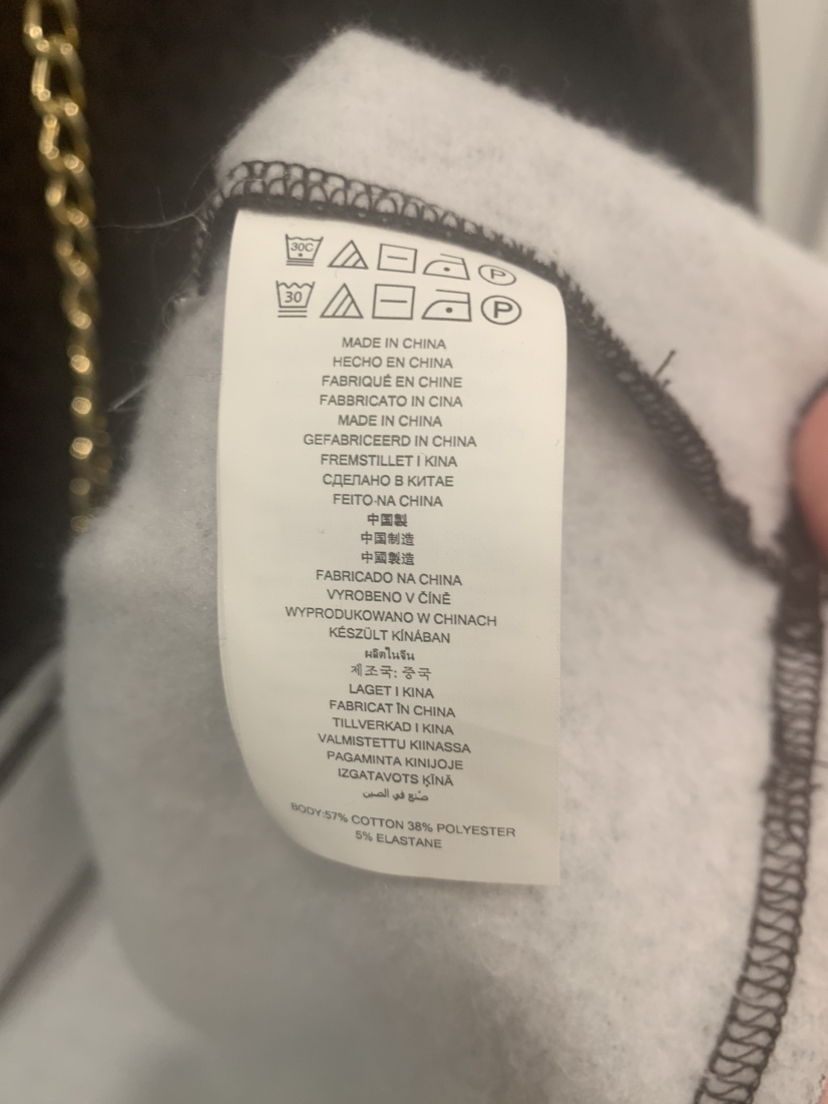 30C P
30 P
MADE IN CHINA
HECHO EN CHINA
FABRIQUÉ EN CHINE
FABBRICATO IN CINA
MADE IN CHINA
GEFABRICEERD IN CHINA
FREMSTILLET I KINA
СДЕЛАНО В КИТАЕ
FEITO NA CHINA
中国製
中国制造
中國製造
FABRICADO NA CHINA
VYROBENO V ČÍNĚ
WYPRODUKOWANO W CHINACH
KÉSZÜLT KÍNÁBAN
ผลิตในจีน
제조국: 중국
LAGET I KINA
FABRICAT ÎN CHINA
TILLVERKAD I KINA
VALMISTETTU KIINASSA
PAGAMINTA KINIJOJE
IZGATAVOTS ĶĪNĀ
صُنع في الصين
BODY:57% COTTON 38% POLYESTER
5% ELASTANE